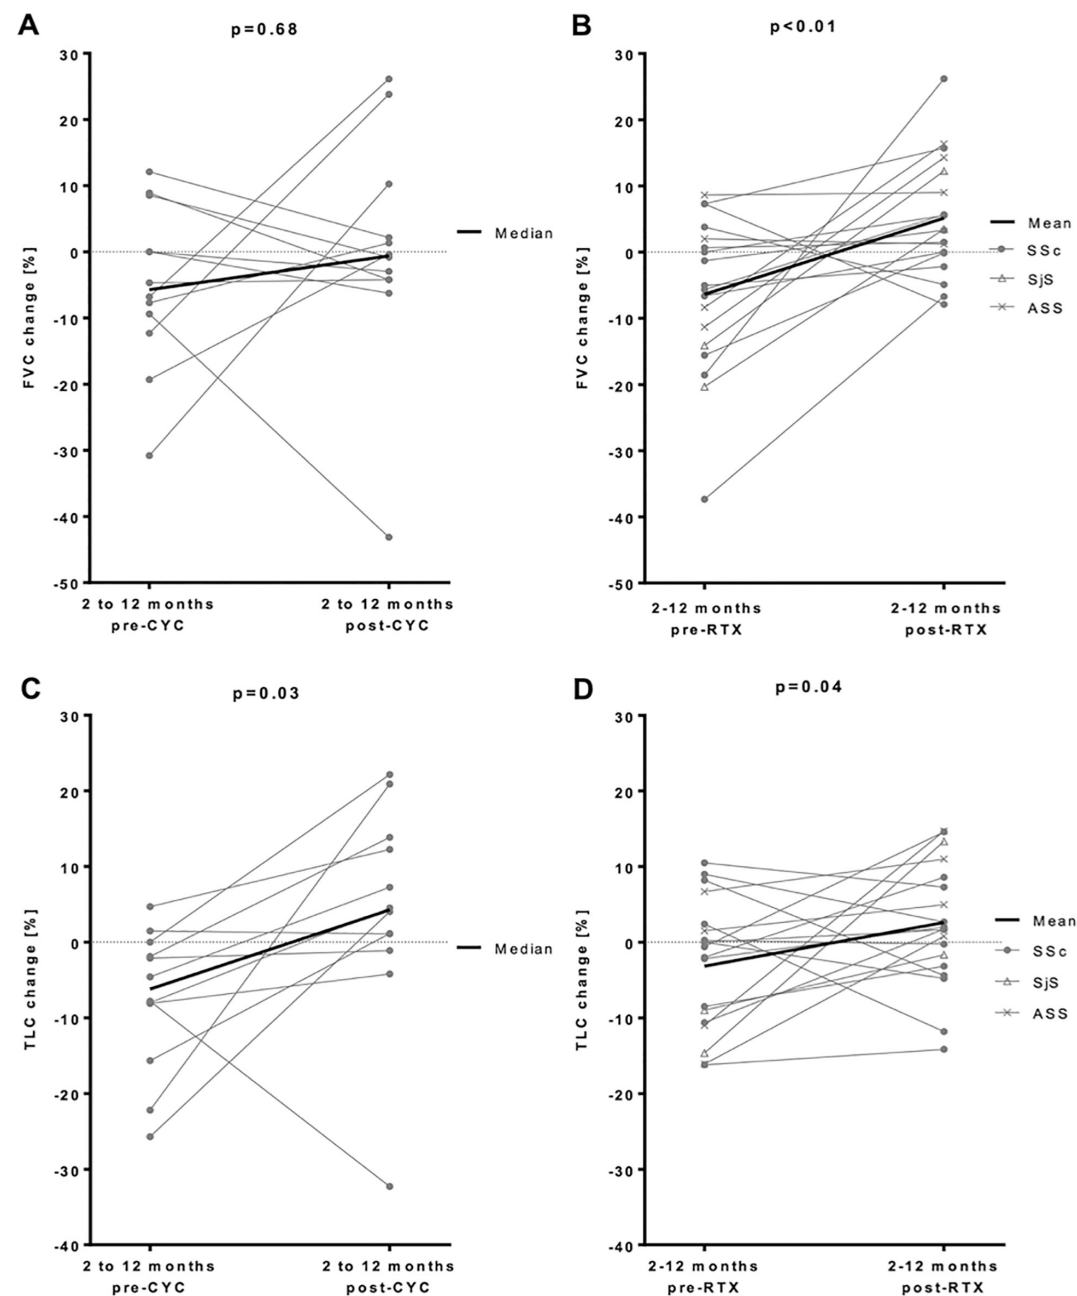 A
p=0.68
30
20
10
0
-10
-20
-30
-40
-50
FVC change [%]
Median
2 to 12 months
pre-CYC
2 to 12 months
post-CYC
B
p<0.01
30
20
10
0
-10
-20
-30
-40
-50
FVC change [%]
Mean
SSc
SjS
ASS
2-12 months
pre-RTX
2-12 months
post-RTX
C
p=0.03
30
20
10
0
-10
-20
-30
-40
TLC change [%]
Median
2 to 12 months
pre-CYC
2 to 12 months
post-CYC
D
p=0.04
30
20
10
0
-10
-20
-30
-40
TLC change [%]
Mean
SSc
SjS
ASS
2-12 months
pre-RTX
2-12 months
post-RTX